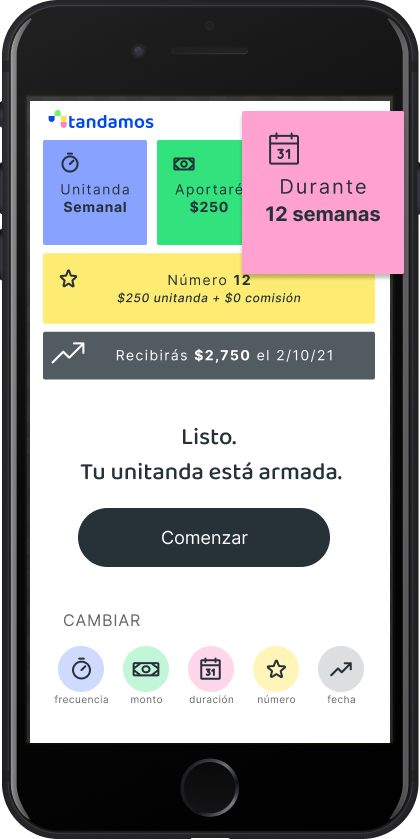 tandamos
Unitanda
Semanal
Aportaré
$250
31
Durante
12 semanas
Número 12
$250 unitanda + $0 comisión
Recibirás $2,750 el 2/10/21
Listo.
Tu unitanda está armada.
Comenzar
CAMBIAR
31
frecuencia monto duración número fecha